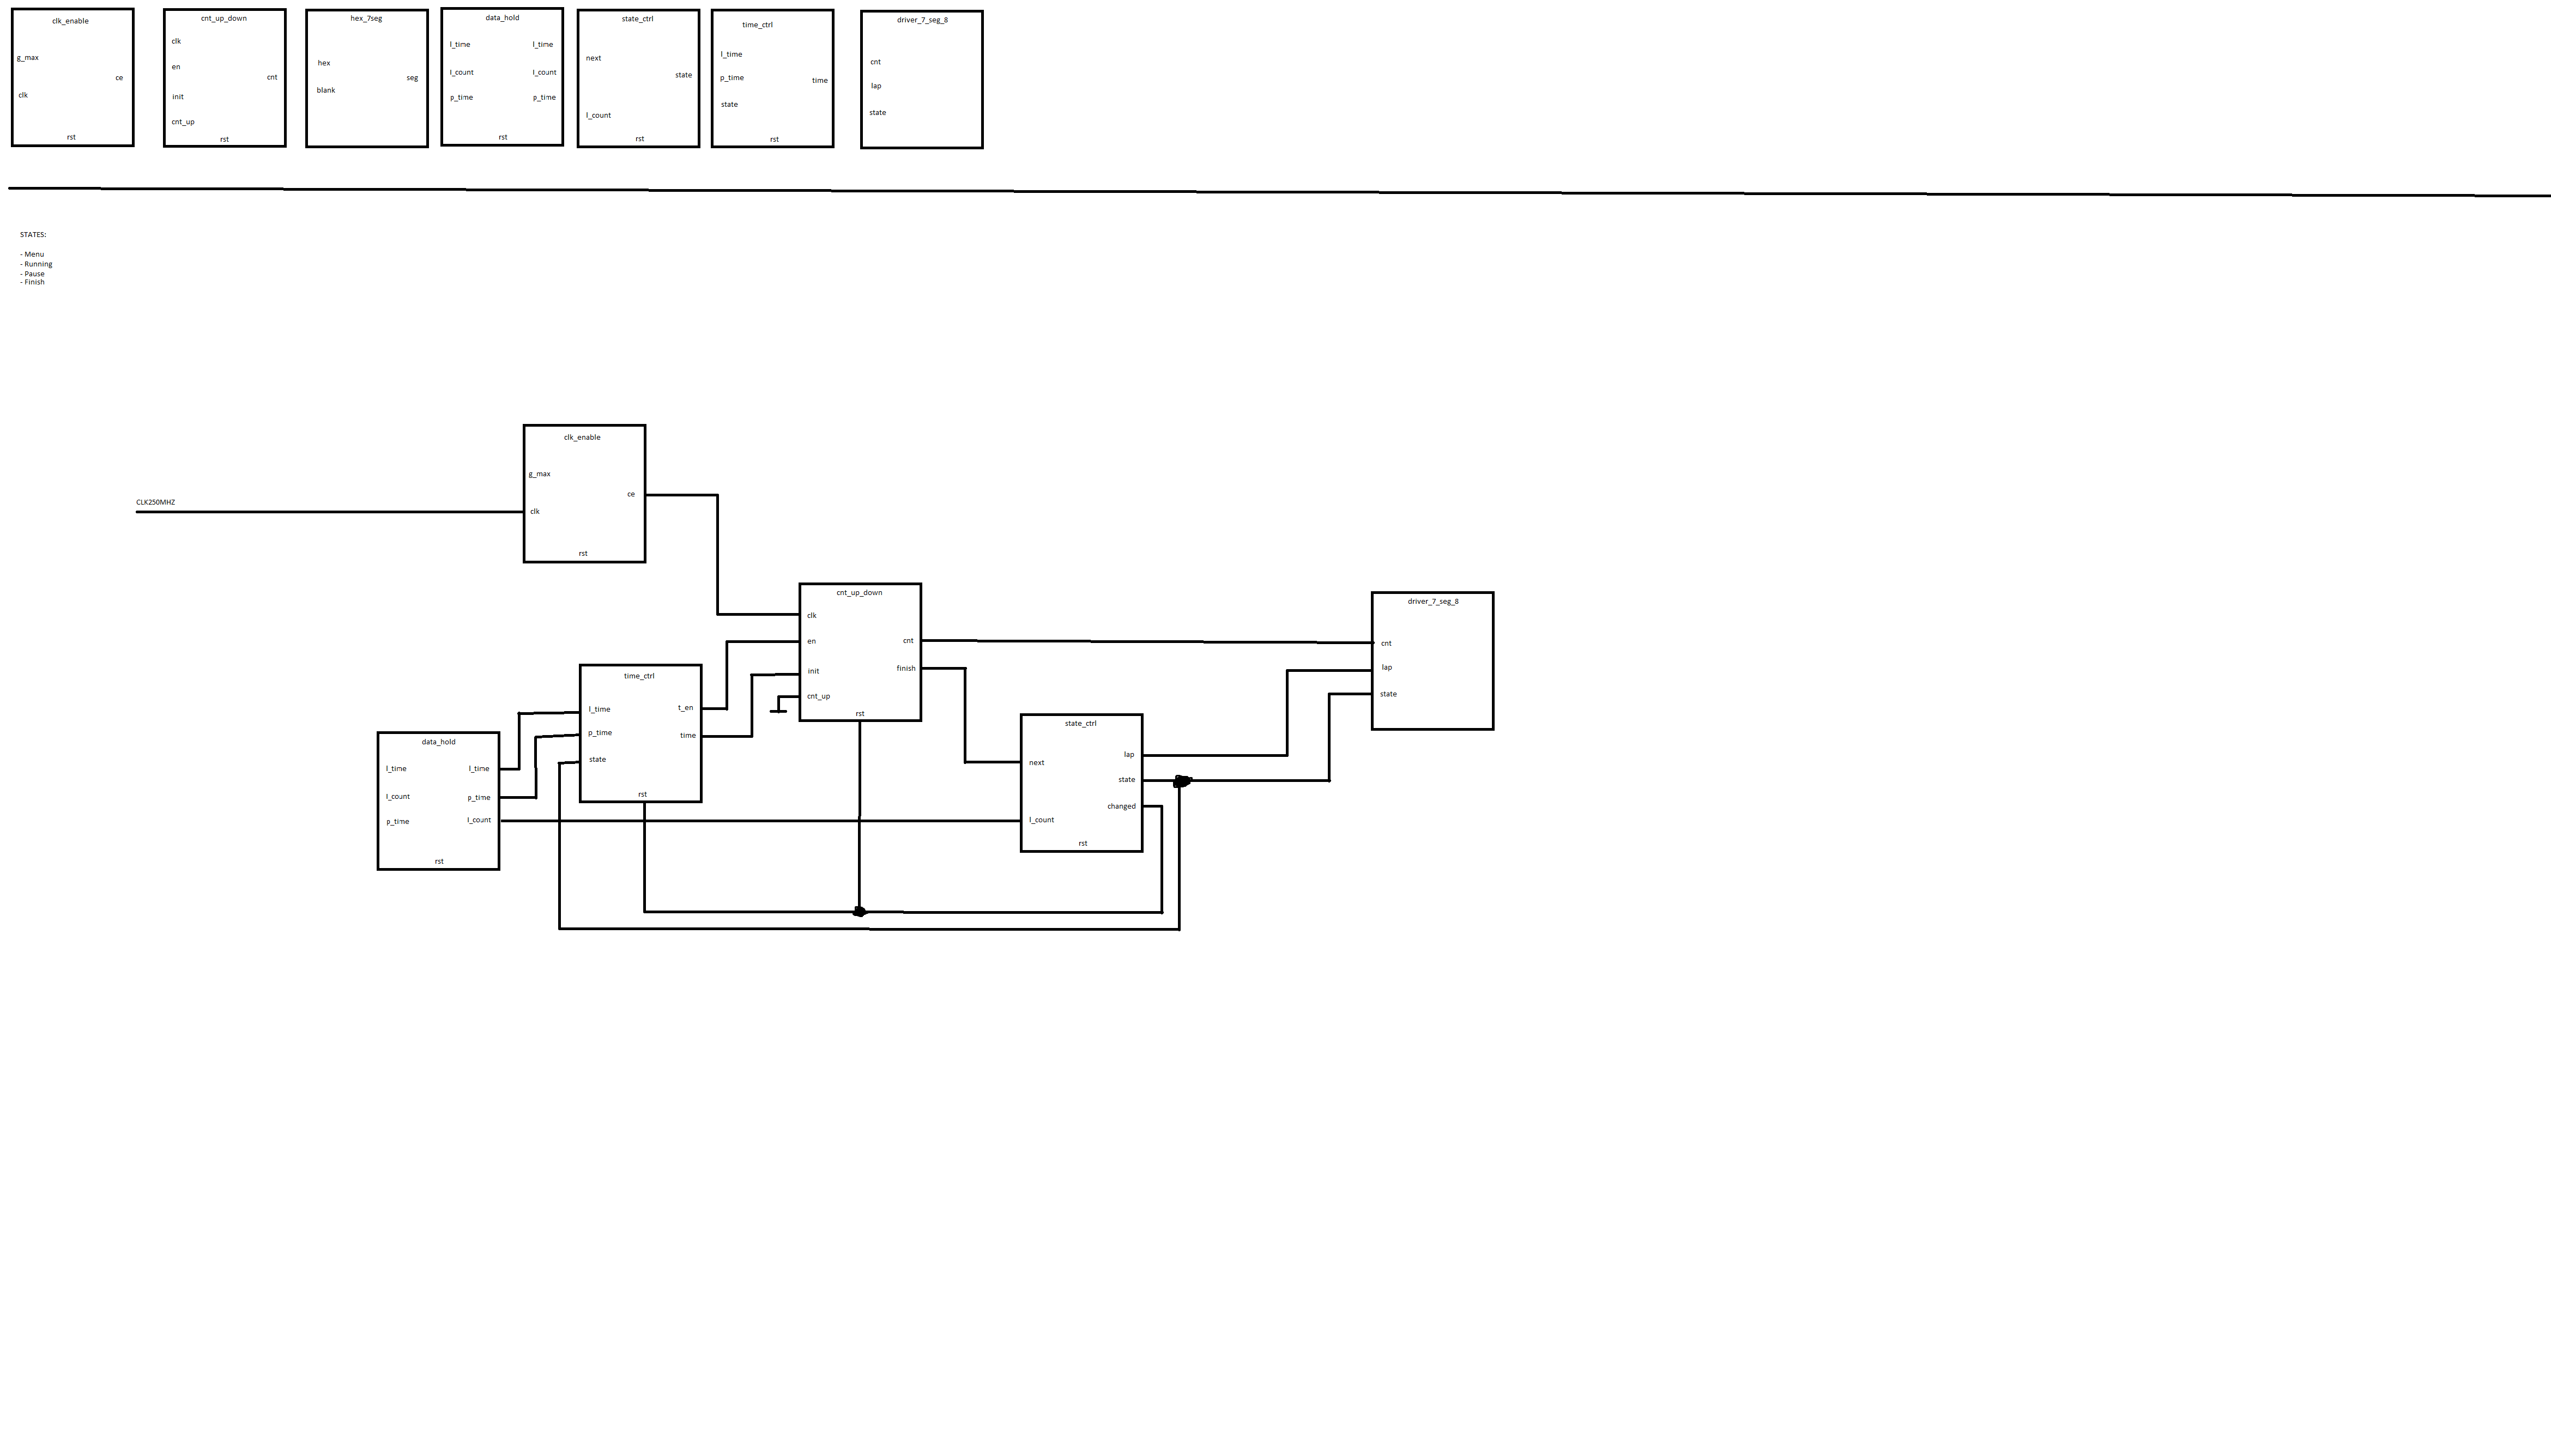 clk_enable
g_max
ce
clk
rst
cnt_up_down
clk
en
cnt
init
cnt_up
rst
hex_7seg
hex
seg
blank
data_hold
l_time
l_time
l_count
l_count
p_time
p_time
rst
state_ctrl
next
state
l_count
rst
time_ctrl
l_time
p_time
time
state
rst
driver_7_seg_8
cnt
lap
state
STATES:
- Menu
- Running
- Pause
- Finish
CLK250MHZ
clk_enable
g_max
ce
clk
rst
cnt_up_down
clk
en
cnt
finish
init
cnt_up
rst
driver_7_seg_8
cnt
lap
state
time_ctrl
l_time
t_en
p_time
time
state
rst
data_hold
l_time
l_time
l_count
p_time
p_time
l_count
rst
state_ctrl
lap
next
state
changed
l_count
rst